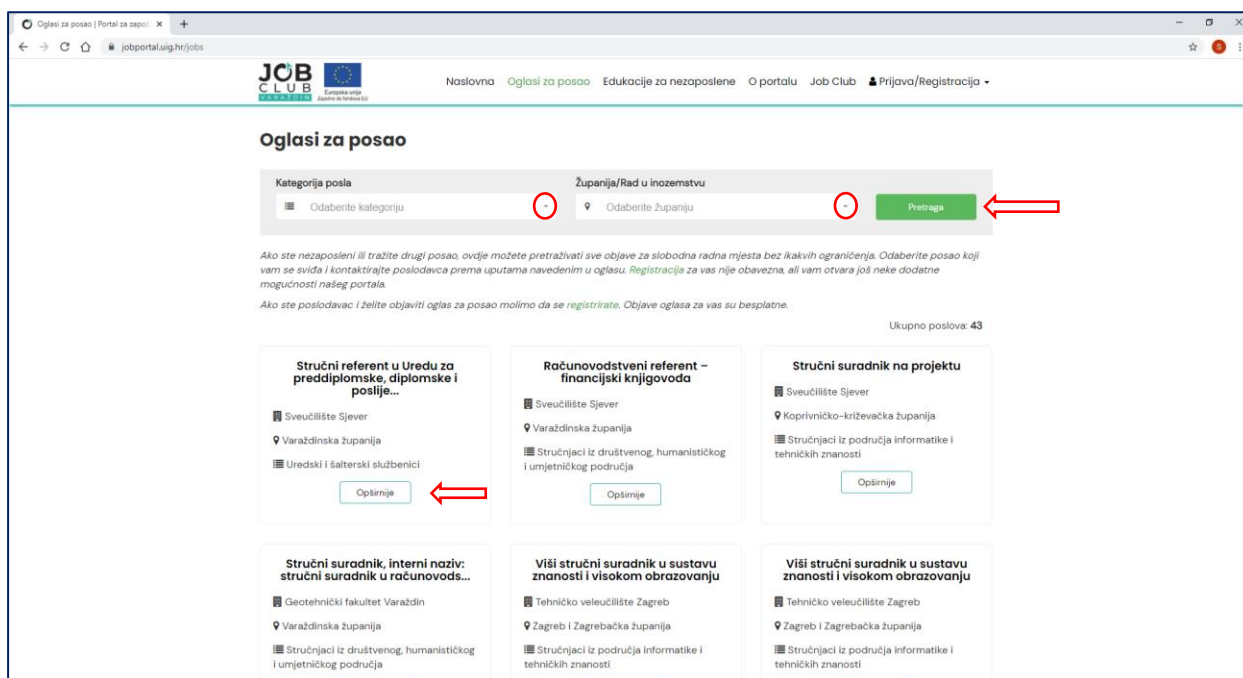 Oglasi za posao | Portal za zapo
jobportal.uig.hr/jobs
S
JOB
CLUB
VARAŽDIN
Europska unija
Zajedno do fondova EU
Naslovna Oglasi za posao Edukacije za nezaposlene O portalu Job Club Prijava/Registracija
Oglasi za posao
Kategorija posla Županija/Rad u inozemstvu
Odaberite kategoriju Odaberite županiju Pretraga
Ako ste nezaposleni ili tražite drugi posao, ovdje možete pretraživati sve objave za slobodna radna mjesta bez ikakvih ograničenja. Odaberite posao koji
vam se sviđa i kontaktirajte poslodavca prema uputama navedenim u oglasu. Registracija za vas nije obavezna, ali vam otvara još neke dodatne
mogućnosti našeg portala.
Ako ste poslodavac i želite objaviti oglas za posao molimo da se registrirate. Objave oglasa za vas su besplatne.
Ukupno poslova: 43
Stručni referent u Uredu za
preddiplomske, diplomske i
poslije...
Sveučilište Sjever
Varaždinska županija
Uredski i šalterski službenici
Opširnije
Računovodstveni referent –
financijski knjigovođa
Sveučilište Sjever
Varaždinska županija
Stručnjaci iz društvenog, humanističkog
i umjetničkog područja
Opširnije
Stručni suradnik na projektu
Sveučilište Sjever
Koprivničko-križevačka županija
Stručnjaci iz područja informatike i
tehničkih znanosti
Opširnije
Stručni suradnik, interni naziv:
stručni suradnik u računovods...
Geotehnički fakultet Varaždin
Varaždinska županija
Stručnjaci iz društvenog, humanističkog
i umjetničkog područja
Viši stručni suradnik u sustavu
znanosti i visokom obrazovanju
Tehničko veleučilište Zagreb
Zagreb i Zagrebačka županija
Stručnjaci iz područja informatike i
tehničkih znanosti
Viši stručni suradnik u sustavu
znanosti i visokom obrazovanju
Tehničko veleučilište Zagreb
Zagreb i Zagrebačka županija
Stručnjaci iz područja informatike i
tehničkih znanosti